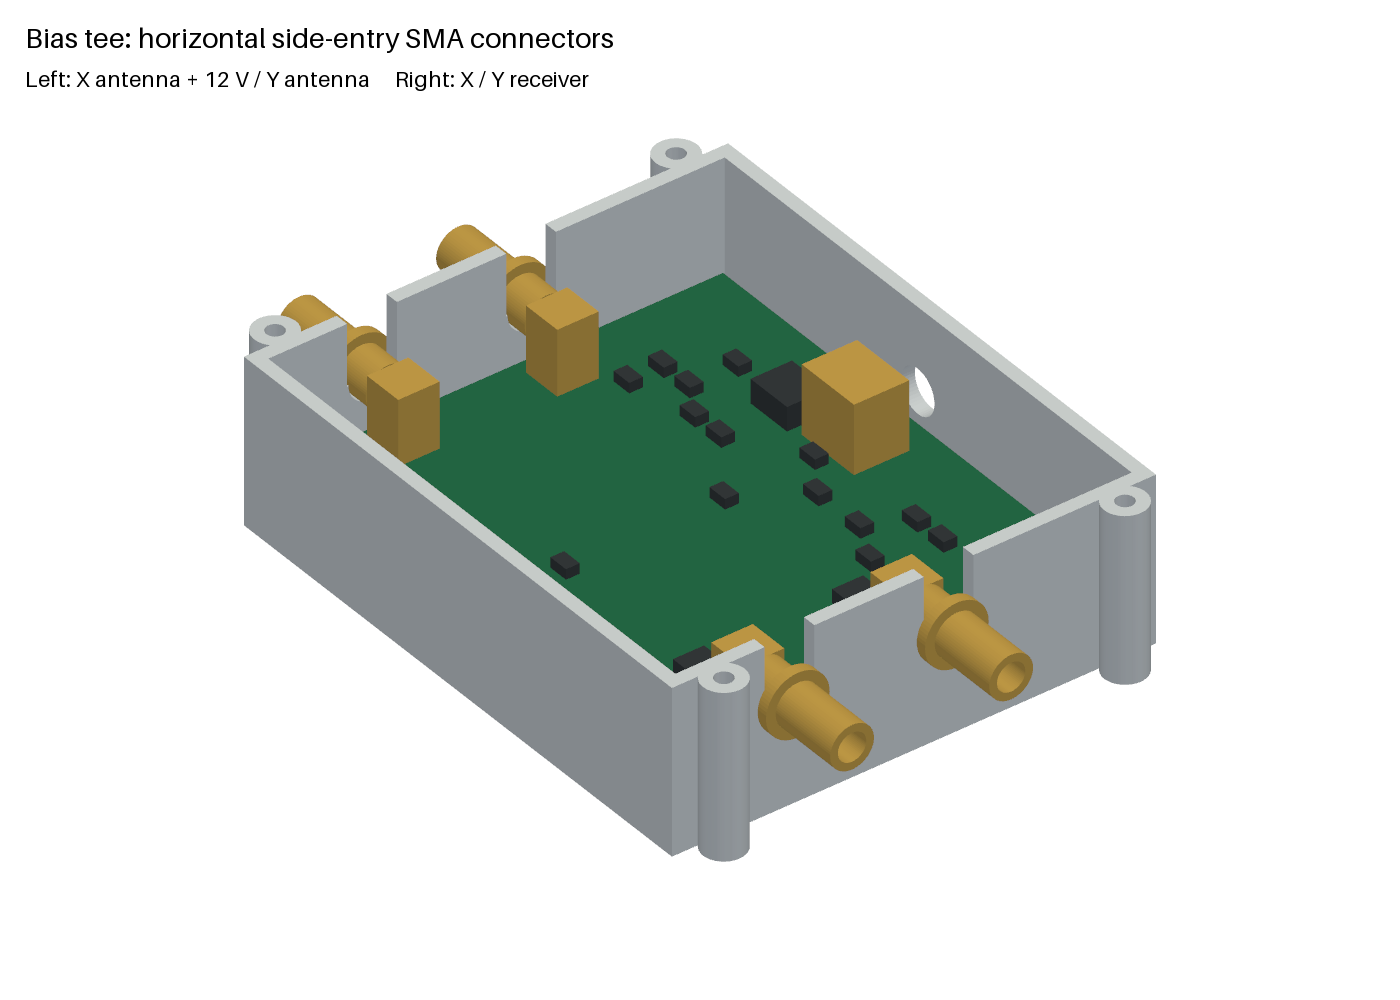 Bias tee: horizontal side-entry SMA connectors
Left: X antenna + 12 V / Y antenna Right: X / Y receiver